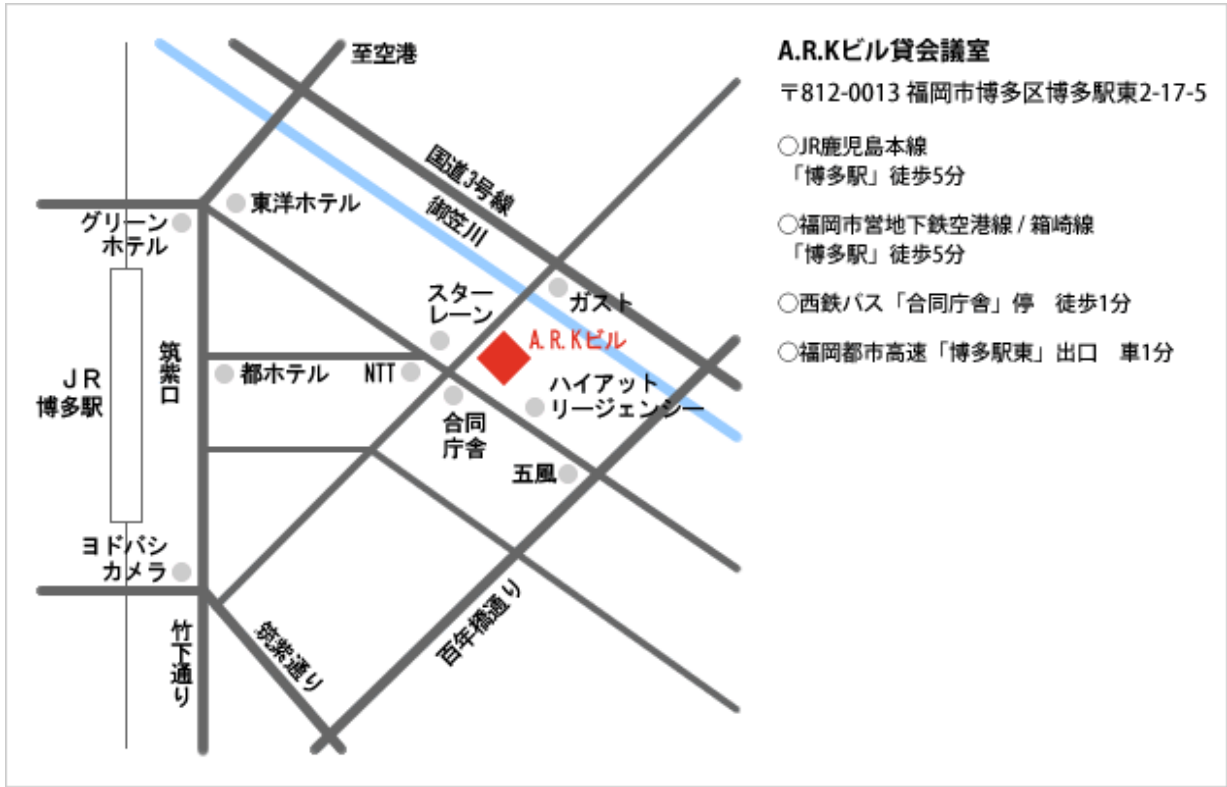 至空港
国道3号線
御笠川
東洋ホテル
グリーン
ホテル
スター
レーン
ガスト
A.R.Kビル
筑紫口
都ホテル
NTT
ハイアット
リージェンシー
JR
博多駅
合同
庁舎
五風
ヨドバシ
カメラ
竹下通り
筑紫通り
百年橋通り
A.R.Kビル貸会議室
〒812-0013 福岡市博多区博多駅東2-17-5
○JR鹿児島本線
「博多駅」徒歩5分
○福岡市営地下鉄空港線 / 箱崎線
「博多駅」徒歩5分
○西鉄バス「合同庁舎」停　徒歩1分
○福岡都市高速「博多駅東」出口　車1分